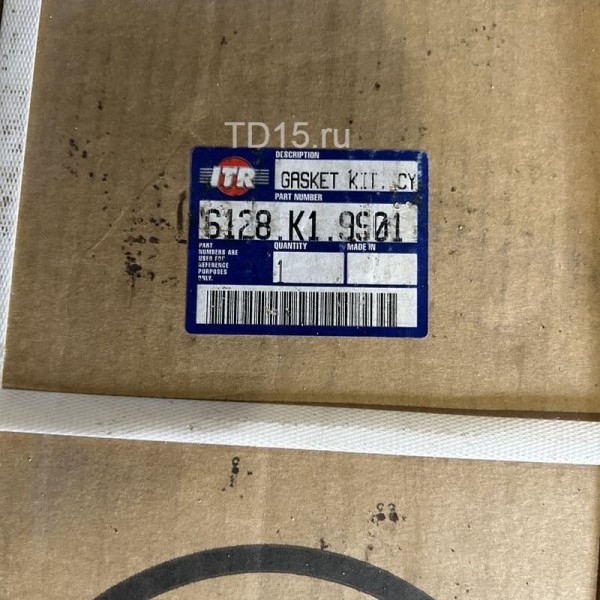 TD15.ru
ITR
DESCRIPTION
GASKET KIT, CY
PART NUMBER
6128.K1.9901
PART
NUMBERS ARE
USED FOR
REFERENCE
PURPOSES
ONLY.
QUANTITY
MADE IN
1